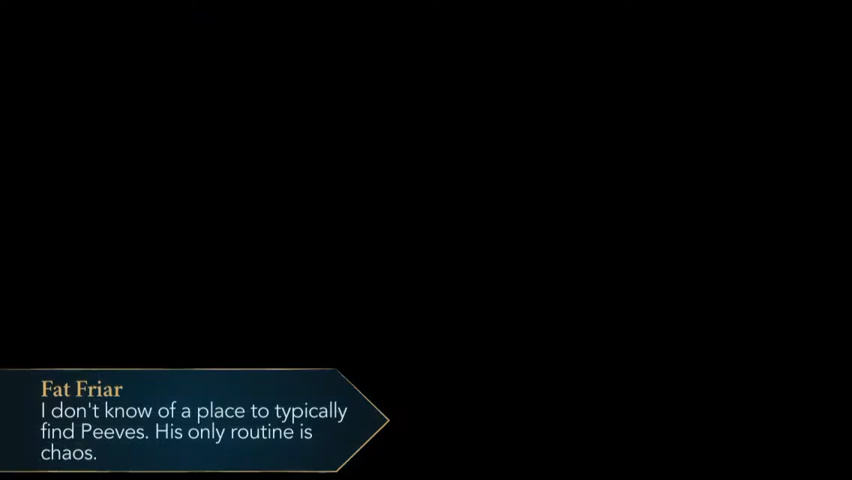 Fat Friar
I don't know of a place to typically
find Peeves. His only routine is
chaos.